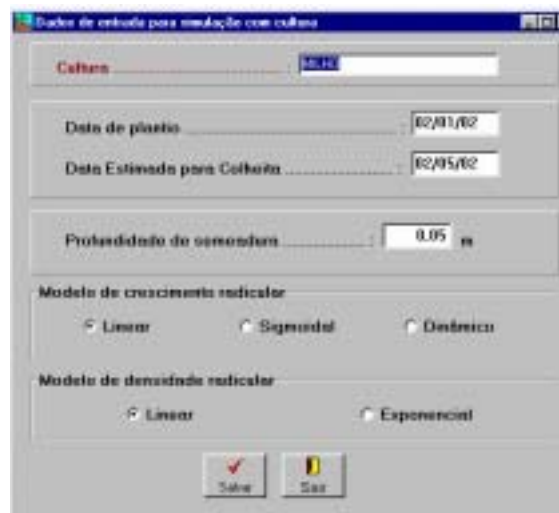 Dados de entrada para simulação com cultura
Cultura ........................ : MILHO
Data de plantio ........................ : 02/01/02
Data Estimada para Colheita ............ : 02/05/02
Profundidade de semeadura ................ : 0.05 m
Modelo de crescimento radicular
Linear Sigmoidal Dinâmico
Modelo de densidade radicular
Linear Exponencial
Salvar Sair